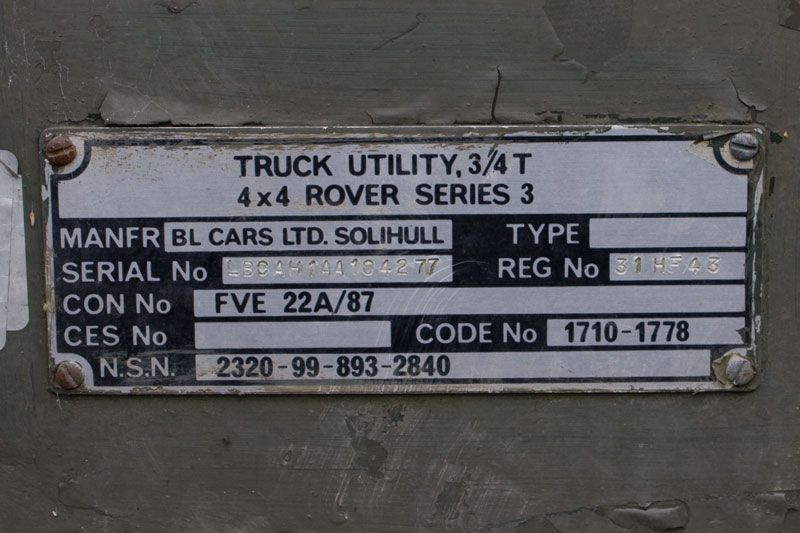 TRUCK UTILITY, 3/4 T
4x4 ROVER SERIES 3
MANFR BL CARS LTD. SOLIHULL TYPE
SERIAL No LBCAH1AA104277 REG No 31 HF 43
CON No FVE 22A/87
CES No CODE No 1710-1778
N.S.N. 2320-99-893-2840